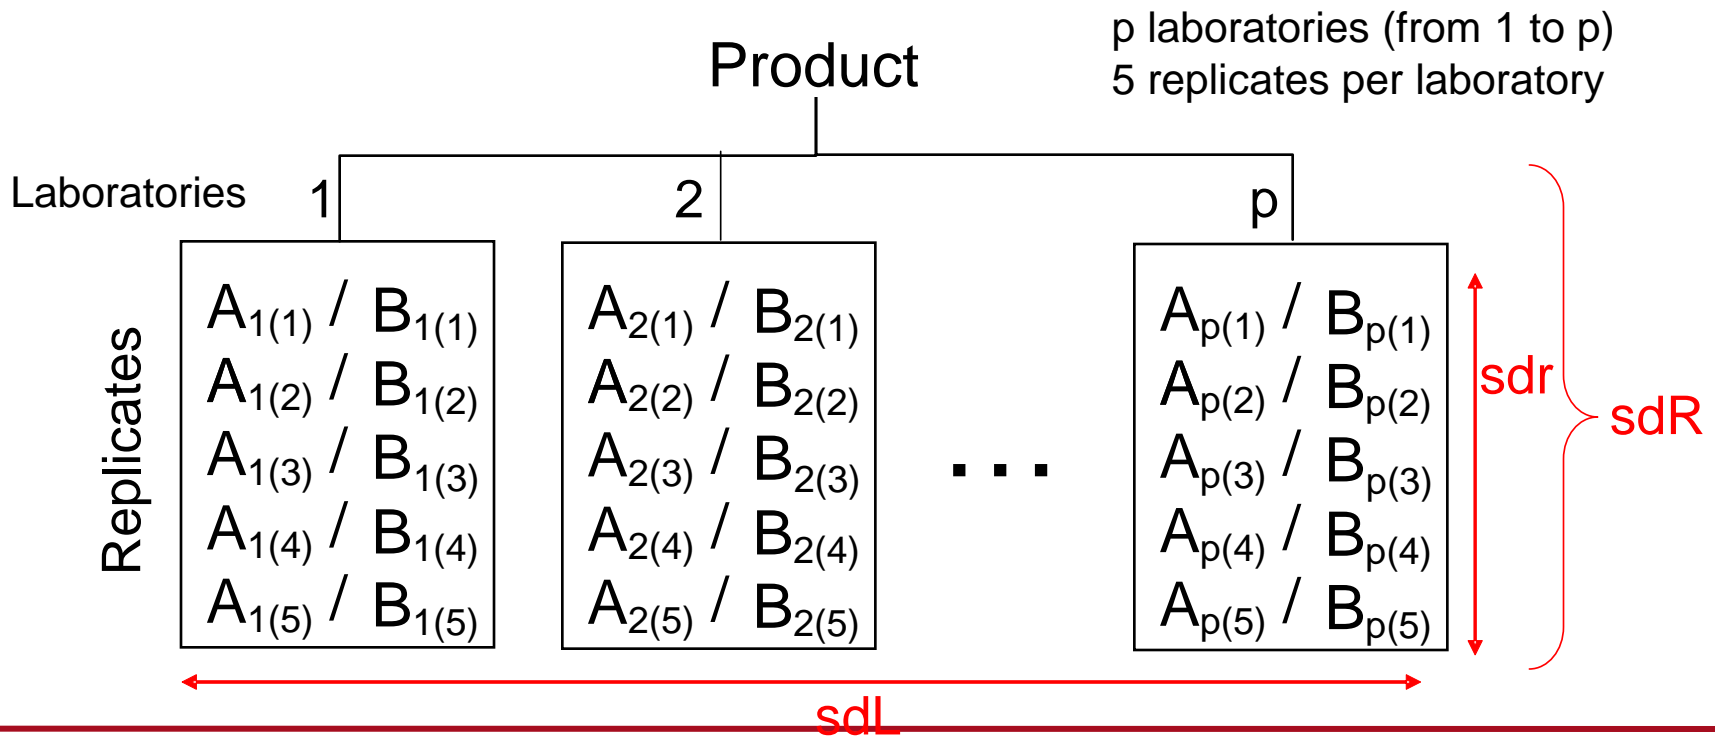 p laboratories (from 1 to p)
5 replicates per laboratory
Product
Laboratories 1 2 p
Replicates
A1(1) / B1(1) A2(1) / B2(1) Ap(1) / Bp(1)
A1(2) / B1(2) A2(2) / B2(2) Ap(2) / Bp(2)
A1(3) / B1(3) A2(3) / B2(3) ... Ap(3) / Bp(3)
A1(4) / B1(4) A2(4) / B2(4) Ap(4) / Bp(4)
A1(5) / B1(5) A2(5) / B2(5) Ap(5) / Bp(5)
sdr
sdR
sdL